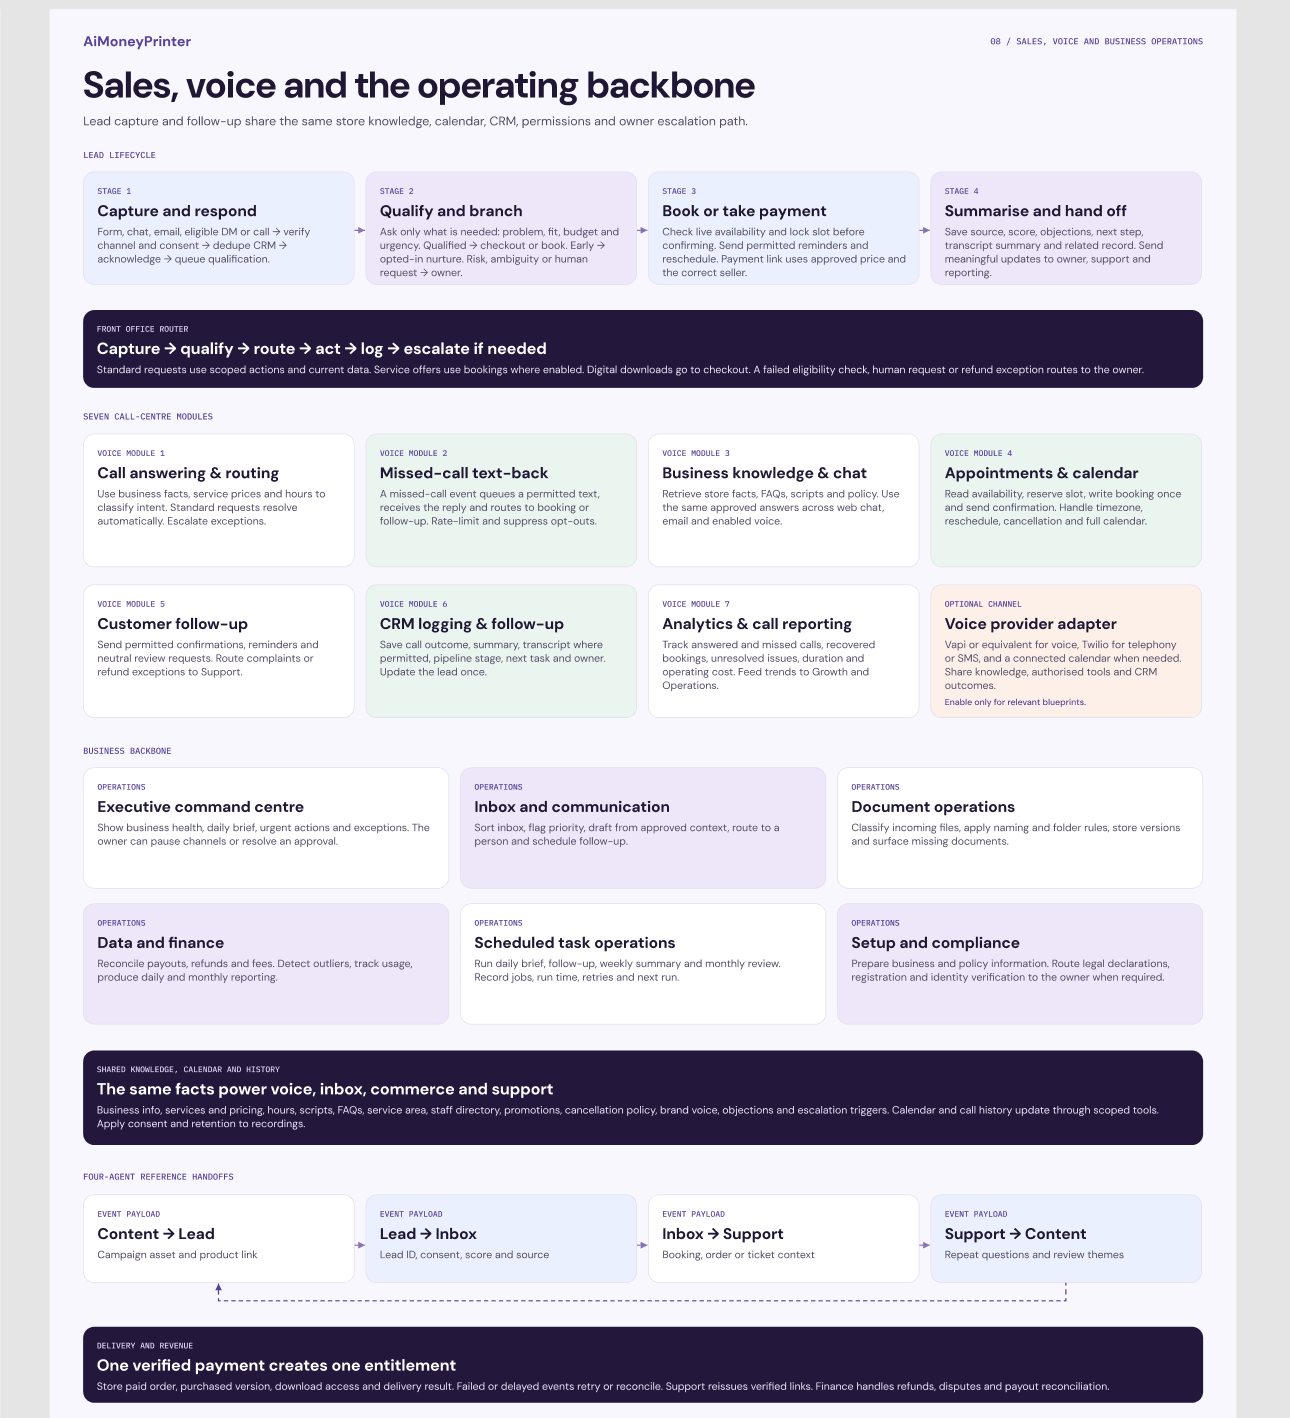 AiMoneyPrinter
08 / SALES, VOICE AND BUSINESS OPERATIONS
Sales, voice and the operating backbone
Lead capture and follow-up share the same store knowledge, calendar, CRM, permissions and owner escalation path.
LEAD LIFECYCLE
STAGE 1
Capture and respond
Form, chat, email, eligible DM or call → verify
channel and consent → dedupe CRM →
acknowledge → queue qualification.
STAGE 2
Qualify and branch
Ask only what is needed: problem, fit, budget and
urgency. Qualified → checkout or book. Early →
opted-in nurture. Risk, ambiguity or human
request → owner.
STAGE 3
Book or take payment
Check live availability and lock slot before
confirming. Send permitted reminders and
reschedule. Payment link uses approved price and
the correct seller.
STAGE 4
Summarise and hand off
Save source, score, objections, next step,
transcript summary and related record. Send
meaningful updates to owner, support and
reporting.
FRONT OFFICE ROUTER
Capture → qualify → route → act → log → escalate if needed
Standard requests use scoped actions and current data. Service offers use bookings where enabled. Digital downloads go to checkout. A failed eligibility check, human request or refund exception routes to the owner.
SEVEN CALL-CENTRE MODULES
VOICE MODULE 1
Call answering & routing
Use business facts, service prices and hours to
classify intent. Standard requests resolve
automatically. Escalate exceptions.
VOICE MODULE 2
Missed-call text-back
A missed-call event queues a permitted text,
receives the reply and routes to booking or
follow-up. Rate-limit and suppress opt-outs.
VOICE MODULE 3
Business knowledge & chat
Retrieve store facts, FAQs, scripts and policy. Use
the same approved answers across web chat,
email and enabled voice.
VOICE MODULE 4
Appointments & calendar
Read availability, reserve slot, write booking once
and send confirmation. Handle timezone,
reschedule, cancellation and full calendar.
VOICE MODULE 5
Customer follow-up
Send permitted confirmations, reminders and
neutral review requests. Route complaints or
refund exceptions to Support.
VOICE MODULE 6
CRM logging & follow-up
Save call outcome, summary, transcript where
permitted, pipeline stage, next task and owner.
Update the lead once.
VOICE MODULE 7
Analytics & call reporting
Track answered and missed calls, recovered
bookings, unresolved issues, duration and
operating cost. Feed trends to Growth and
Operations.
OPTIONAL CHANNEL
Voice provider adapter
Vapi or equivalent for voice, Twilio for telephony
or SMS, and a connected calendar when needed.
Share knowledge, authorised tools and CRM
outcomes.
Enable only for relevant blueprints.
BUSINESS BACKBONE
OPERATIONS
Executive command centre
Show business health, daily brief, urgent actions and exceptions. The
owner can pause channels or resolve an approval.
OPERATIONS
Inbox and communication
Sort inbox, flag priority, draft from approved context, route to a
person and schedule follow-up.
OPERATIONS
Document operations
Classify incoming files, apply naming and folder rules, store versions
and surface missing documents.
OPERATIONS
Data and finance
Reconcile payouts, refunds and fees. Detect outliers, track usage,
produce daily and monthly reporting.
OPERATIONS
Scheduled task operations
Run daily brief, follow-up, weekly summary and monthly review.
Record jobs, run time, retries and next run.
OPERATIONS
Setup and compliance
Prepare business and policy information. Route legal declarations,
registration and identity verification to the owner when required.
SHARED KNOWLEDGE, CALENDAR AND HISTORY
The same facts power voice, inbox, commerce and support
Business info, services and pricing, hours, scripts, FAQs, service area, staff directory, promotions, cancellation policy, brand voice, objections and escalation triggers. Calendar and call history update through scoped tools.
Apply consent and retention to recordings.
FOUR-AGENT REFERENCE HANDOFFS
EVENT PAYLOAD
Content → Lead
Campaign asset and product link
EVENT PAYLOAD
Lead → Inbox
Lead ID, consent, score and source
EVENT PAYLOAD
Inbox → Support
Booking, order or ticket context
EVENT PAYLOAD
Support → Content
Repeat questions and review themes
DELIVERY AND REVENUE
One verified payment creates one entitlement
Store paid order, purchased version, download access and delivery result. Failed or delayed events retry or reconcile. Support reissues verified links. Finance handles refunds, disputes and payout reconciliation.